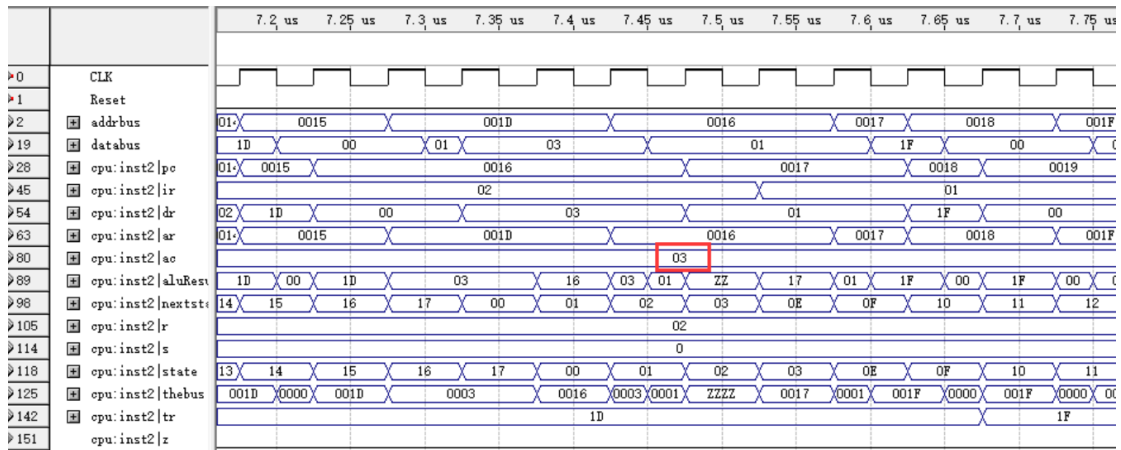 7.2 us 7.25 us 7.3 us 7.35 us 7.4 us 7.45 us 7.5 us 7.55 us 7.6 us 7.65 us 7.7 us 7.75 us
0 CLK
1 Reset
2 addrbus 0015 001D 0016 0017 0018 001F
19 databus 1D 00 01 03 01 1F 00
28 cpu:inst2|pc 0015 0016 0017 0018 0019
45 cpu:inst2|ir 02 01
54 cpu:inst2|dr 02 1D 00 03 01 1F 00
63 cpu:inst2|ar 0015 001D 0016 0017 0018 001F
80 cpu:inst2|ac 03
89 cpu:inst2|aluResu 1D 00 1D 03 16 03 01 ZZ 17 01 1F 00 1F 00
98 cpu:inst2|nextst 14 15 16 17 00 01 02 03 0E 0F 10 11 12
105 cpu:inst2|r 02
114 cpu:inst2|s 0
118 cpu:inst2|state 13 14 15 16 17 00 01 02 03 0E 0F 10 11
125 cpu:inst2|thebus 001D 0000 001D 0003 0016 0003 0001 ZZZZ 0017 0001 001F 0000 001F 0000
142 cpu:inst2|tr 1D 1F
151 cpu:inst2|z